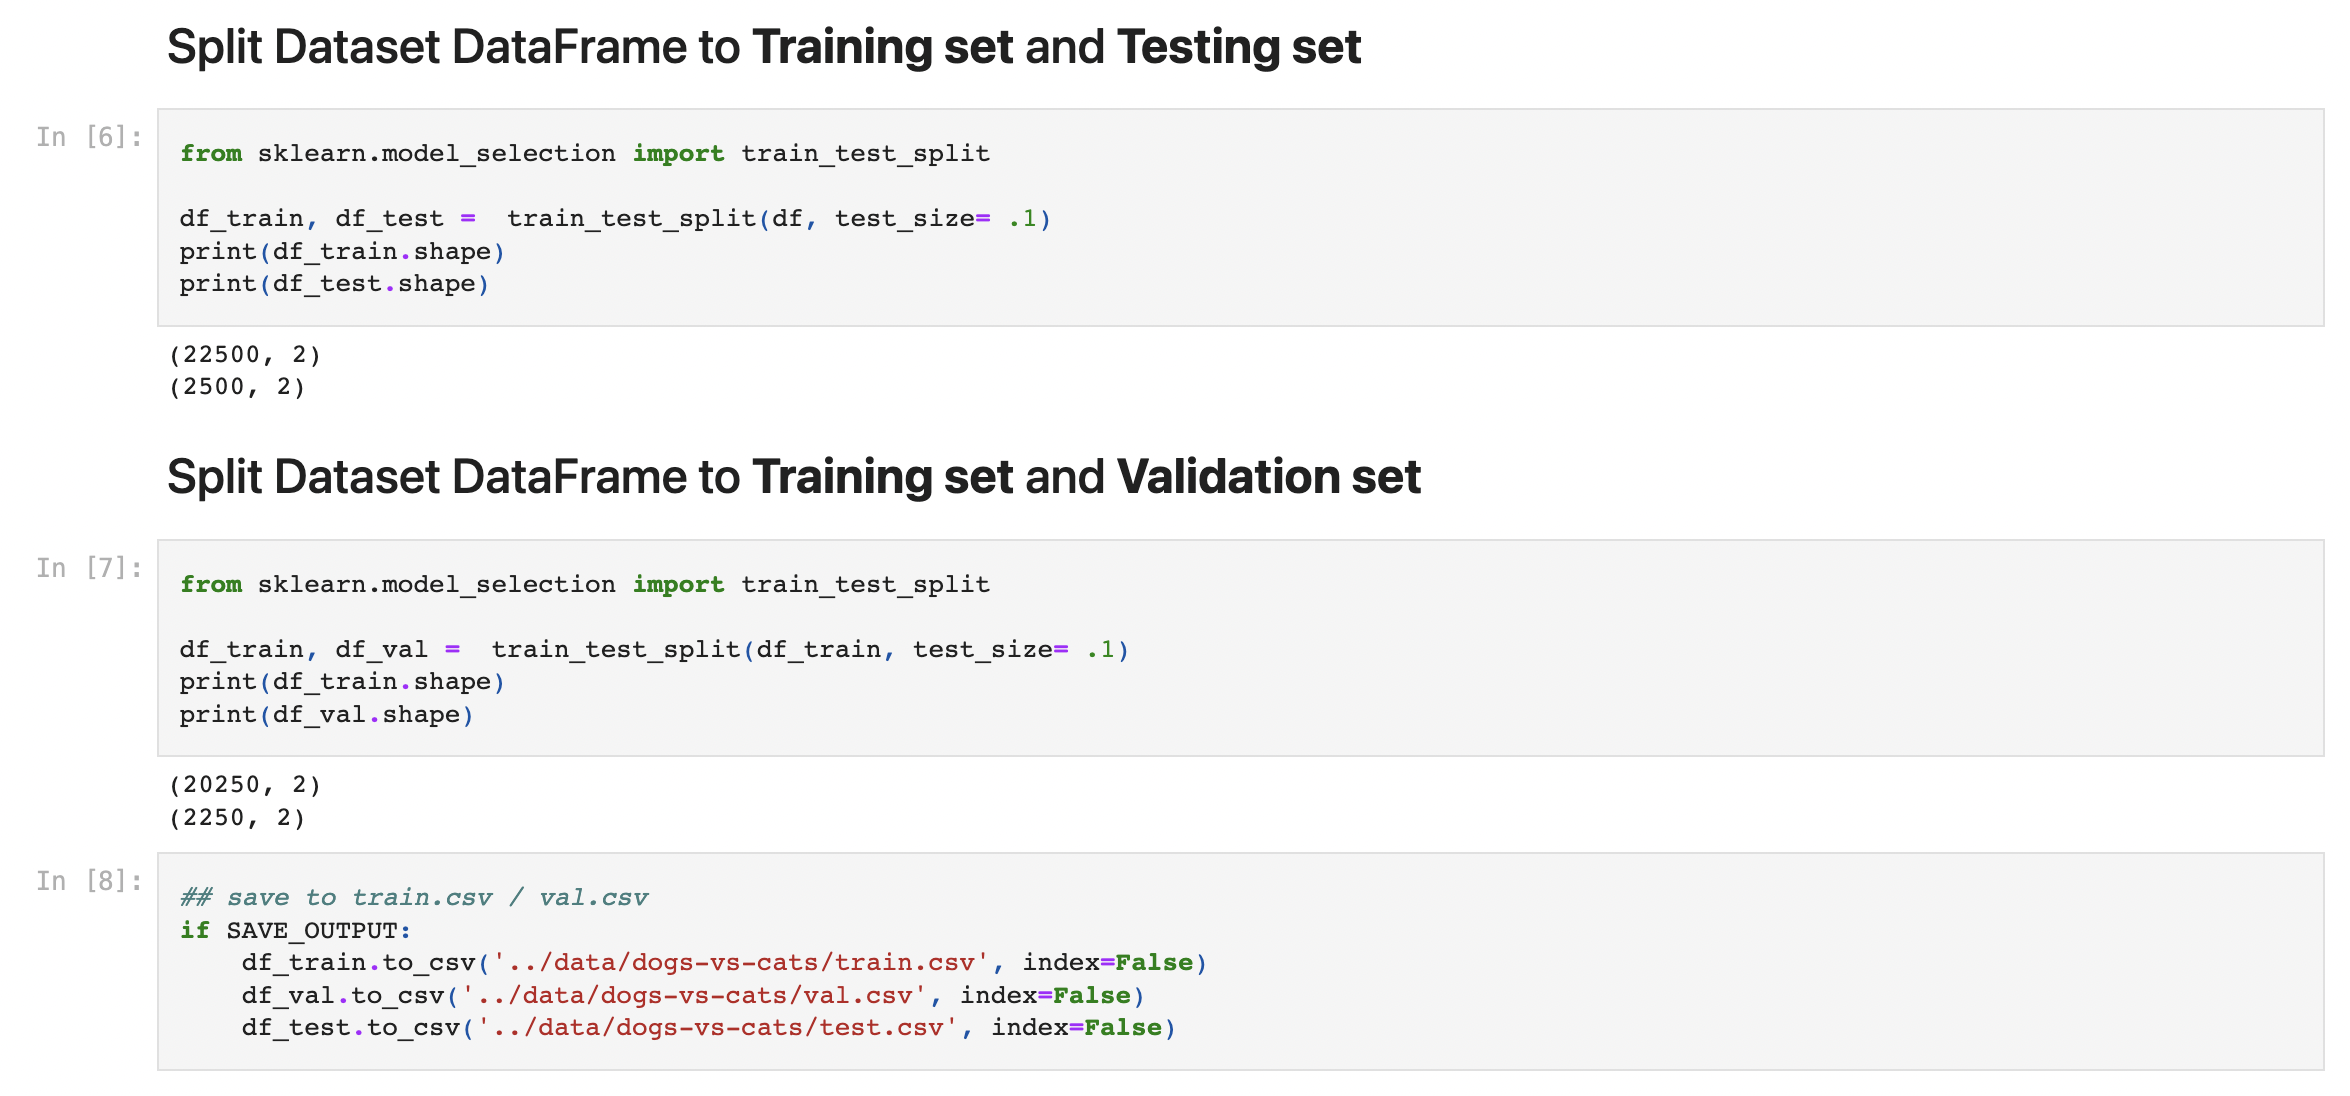 Split Dataset DataFrame to Training set and Testing set
In [6]:
from sklearn.model_selection import train_test_split
df_train, df_test =  train_test_split(df, test_size= .1)
print(df_train.shape)
print(df_test.shape)
(22500, 2)
(2500, 2)
Split Dataset DataFrame to Training set and Validation set
In [7]:
from sklearn.model_selection import train_test_split
df_train, df_val =  train_test_split(df_train, test_size= .1)
print(df_train.shape)
print(df_val.shape)
(20250, 2)
(2250, 2)
In [8]:
## save to train.csv / val.csv
if SAVE_OUTPUT:
    df_train.to_csv('../data/dogs-vs-cats/train.csv', index=False)
    df_val.to_csv('../data/dogs-vs-cats/val.csv', index=False)
    df_test.to_csv('../data/dogs-vs-cats/test.csv', index=False)